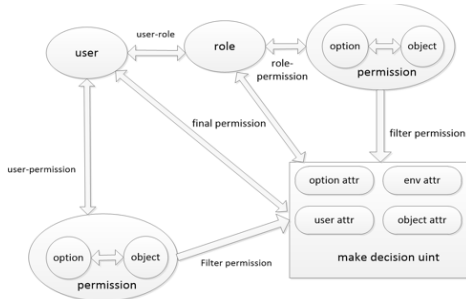 user-role
user
role
option
object
role-
permission
permission
final permission
filter permission
user-permission
option attr
env attr
user attr
object attr
option
object
Filter permission
make decision uint
permission